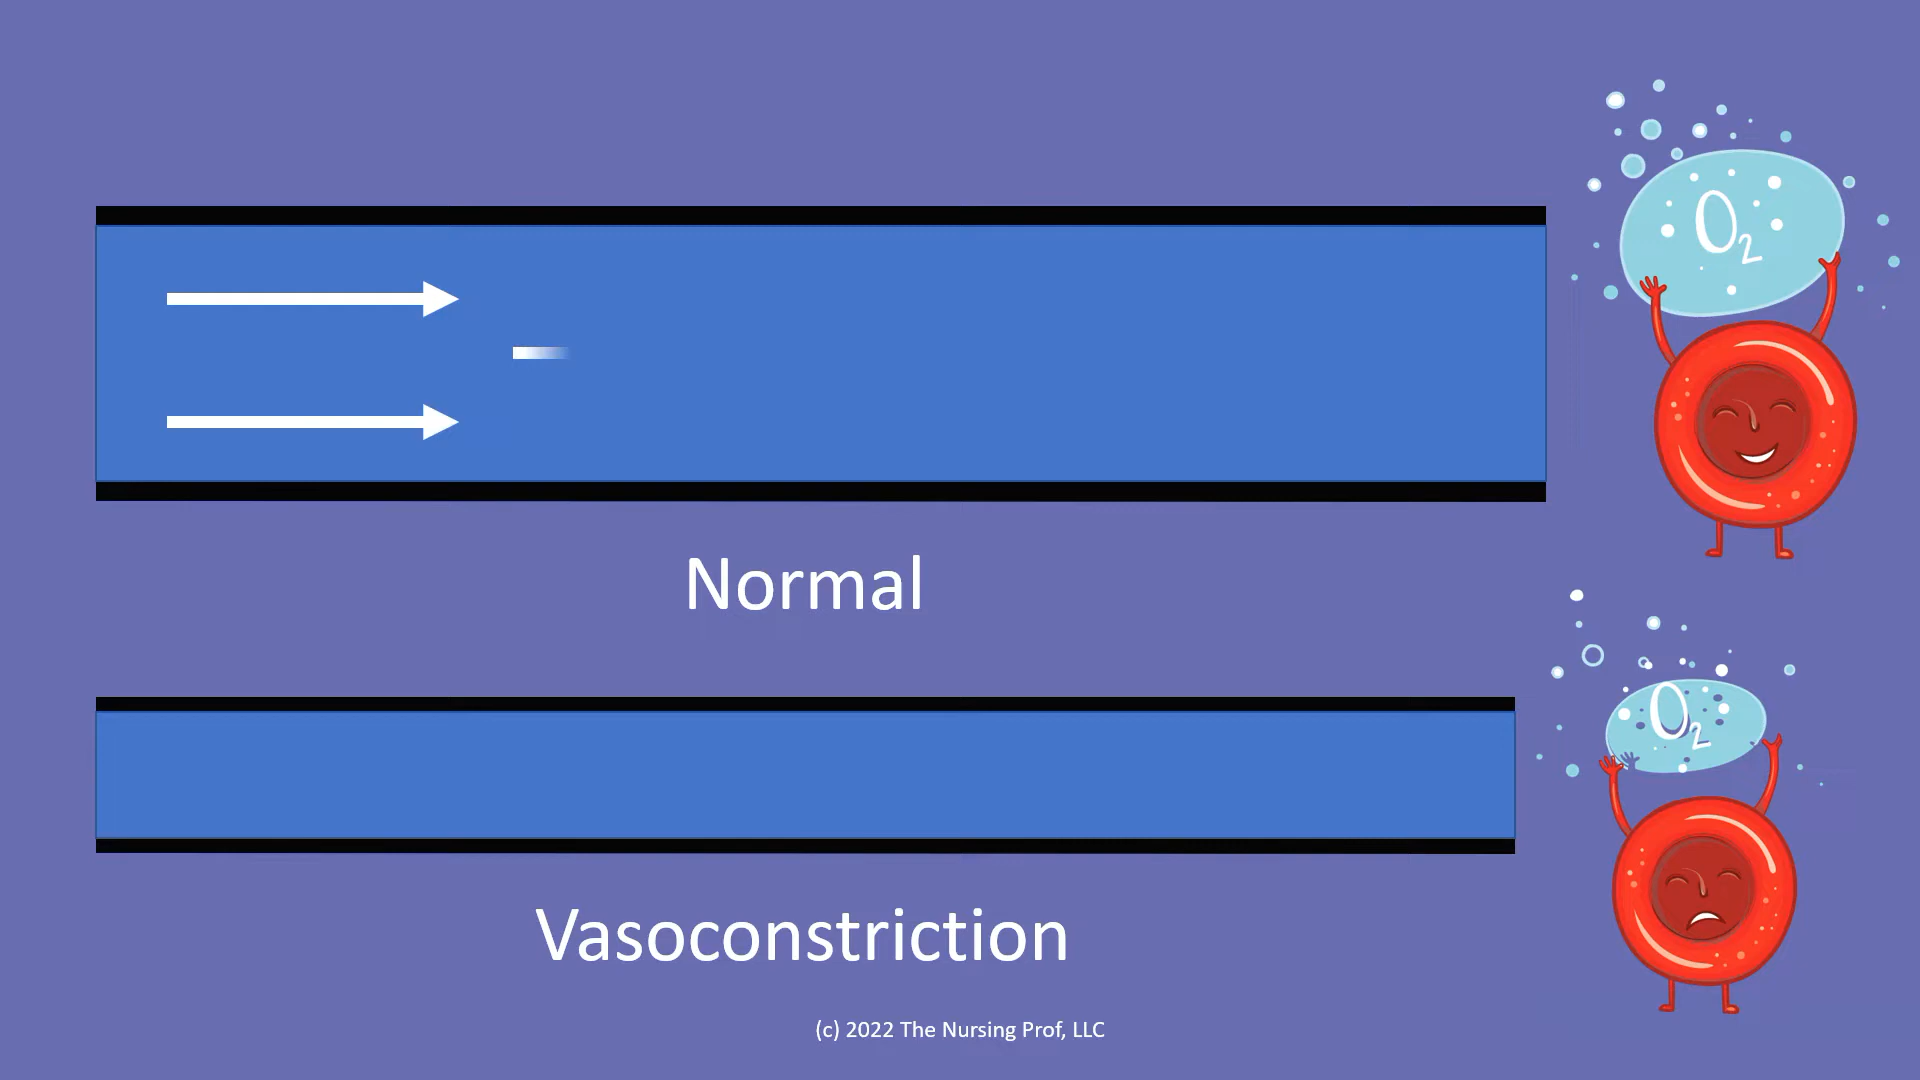 O2
Normal
O2
Vasoconstriction
(c) 2022 The Nursing Prof, LLC